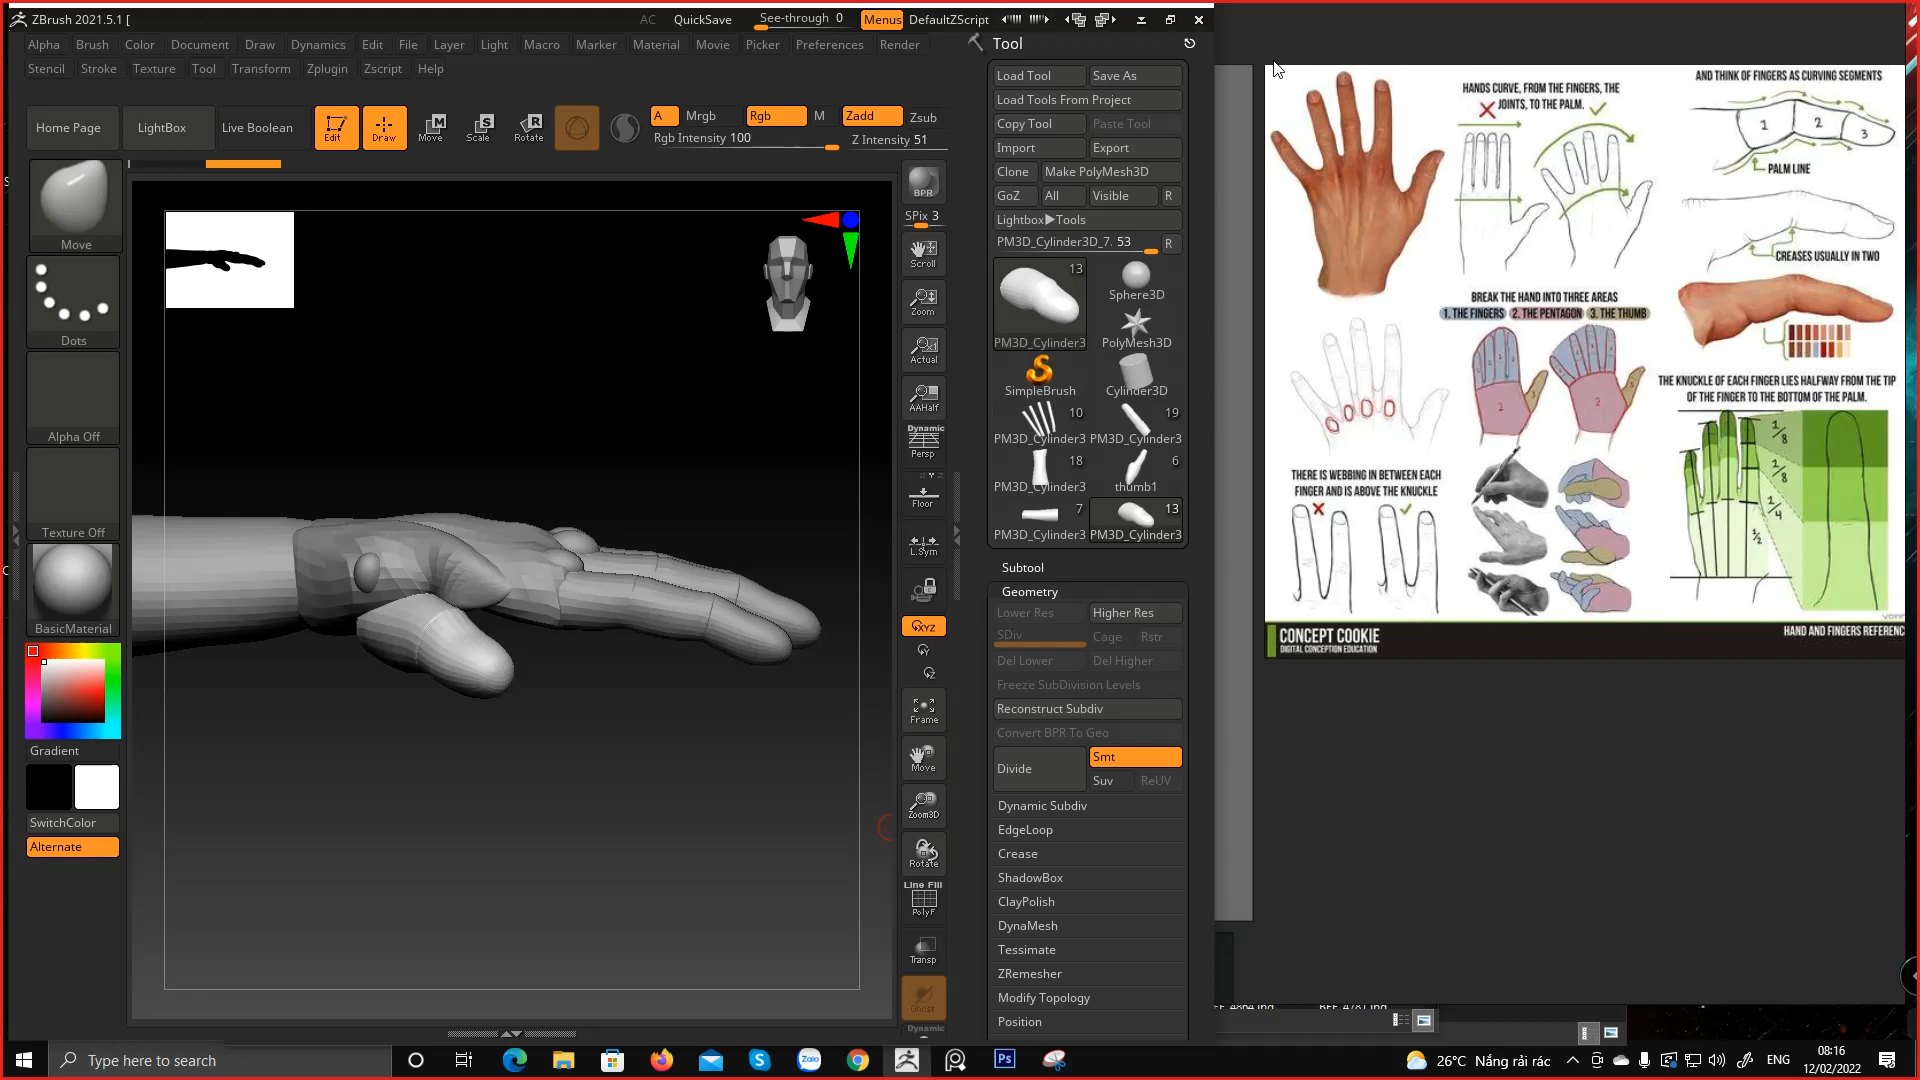 ZBrush 2021.5.1 [
AC QuickSave See-through 0 Menus DefaultZScript
Alpha Brush Color Document Draw Dynamics Edit File Layer Light Macro Marker Material Movie Picker Preferences Render
Stencil Stroke Texture Tool Transform Zplugin Zscript Help
Home Page LightBox Live Boolean Edit Draw Move Scale Rotate
A Mrgb Rgb M Zadd Zsub
Rgb Intensity 100 Z Intensity 51
Move
Dots
Alpha Off
Texture Off
BasicMaterial
Gradient
SwitchColor
Alternate
BPR
SPix 3
Scroll
Zoom
Actual
AAHalf
Dynamic
Persp
Floor
L.Sym
XYZ
Y
Z
Frame
Move
Zoom3D
Rotate
Line Fill
PolyF
Transp
Ghost
Dynamic
Tool
Load Tool Save As
Load Tools From Project
Copy Tool Paste Tool
Import Export
Clone Make PolyMesh3D
GoZ All Visible R
Lightbox▶Tools
PM3D_Cylinder3D_7. 53 R
13
Sphere3D
PM3D_Cylinder3 PolyMesh3D
SimpleBrush Cylinder3D
10 19
PM3D_Cylinder3 PM3D_Cylinder3
18 6
PM3D_Cylinder3 thumb1
7 13
PM3D_Cylinder3 PM3D_Cylinder3
Subtool
Geometry
Lower Res Higher Res
SDiv Cage Rstr
Del Lower Del Higher
Freeze SubDivision Levels
Reconstruct Subdiv
Convert BPR To Geo
Divide Smt
Suv ReUV
Dynamic Subdiv
EdgeLoop
Crease
ShadowBox
ClayPolish
DynaMesh
Tessimate
ZRemesher
Modify Topology
Position
HANDS CURVE, FROM THE FINGERS, THE
JOINTS, TO THE PALM.
AND THINK OF FINGERS AS CURVING SEGMENTS
1 2 3
PALM LINE
CREASES USUALLY IN TWO
BREAK THE HAND INTO THREE AREAS
1. THE FINGERS 2. THE PENTAGON 3. THE THUMB
THE KNUCKLE OF EACH FINGER LIES HALFWAY FROM THE TIP
OF THE FINGER TO THE BOTTOM OF THE PALM.
1/8
1/8
1/4
1/2
THERE IS WEBBING IN BETWEEN EACH
FINGER AND IS ABOVE THE KNUCKLE
CONCEPT COOKIE
DIGITAL CONCEPTION EDUCATION
HAND AND FINGERS REFERENC
Type here to search
Zalo
Ps
26°C Nắng rải rác
ENG
08:16
12/02/2022